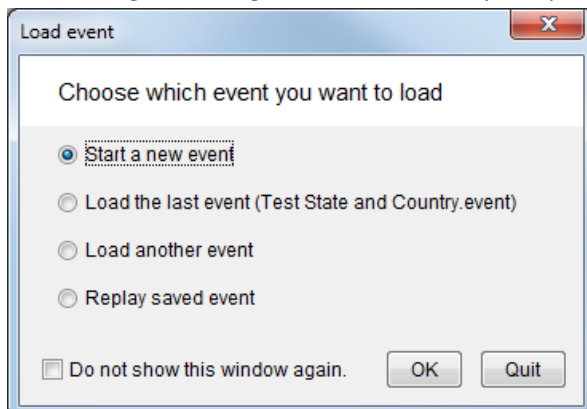 Load event
Choose which event you want to load
Start a new event
Load the last event (Test State and Country.event)
Load another event
Replay saved event
Do not show this window again. OK Quit